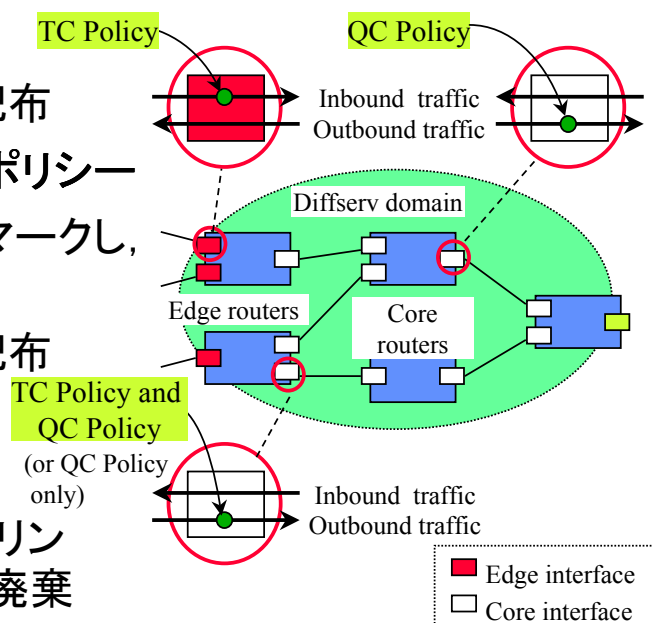 TC Policy
QC Policy
布
Inbound traffic
Outbound traffic
ポリシー
マークし,
Diffserv domain
Edge routers
Core
routers
布
TC Policy and
QC Policy
(or QC Policy
only)
Inbound traffic
Outbound traffic
リン
廃棄
Edge interface
Core interface